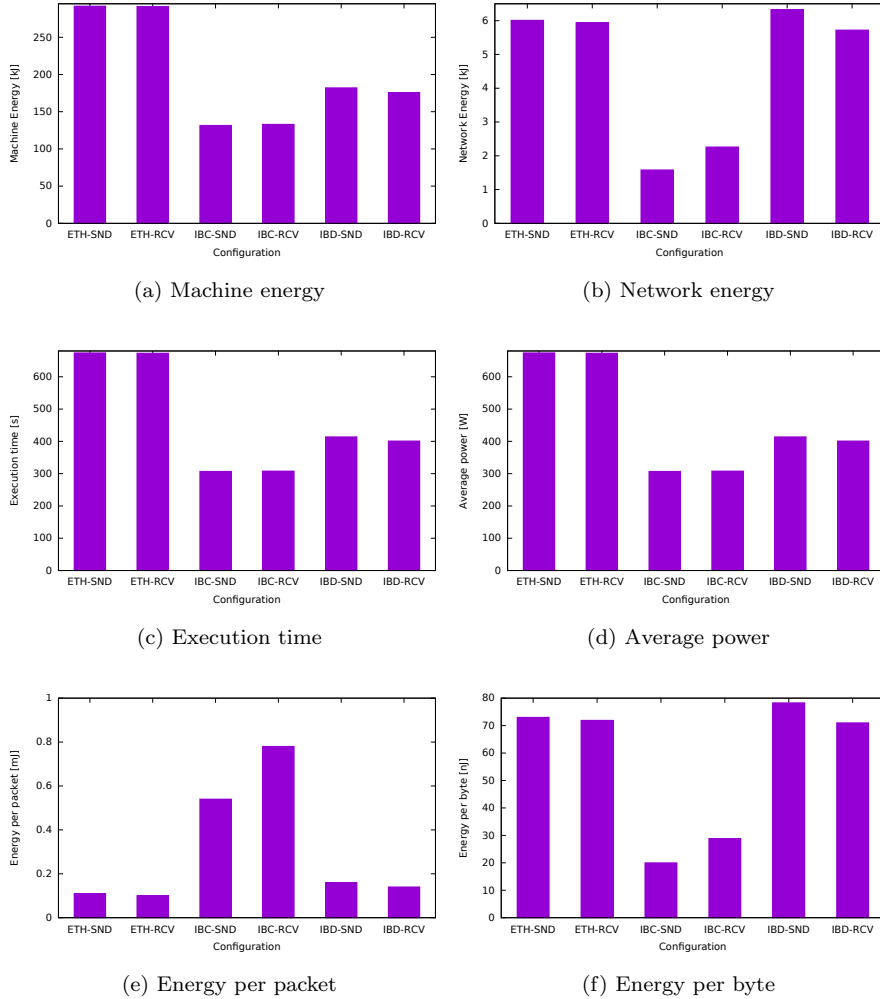 250
200
150
100
50
0
Machine Energy [kJ]
ETH-SND ETH-RCV IBC-SND IBC-RCV IBD-SND IBD-RCV
Configuration
(a) Machine energy
6
5
4
3
2
1
0
Network Energy [kJ]
ETH-SND ETH-RCV IBC-SND IBC-RCV IBD-SND IBD-RCV
Configuration
(b) Network energy
600
500
400
300
200
100
0
Execution time [s]
ETH-SND ETH-RCV IBC-SND IBC-RCV IBD-SND IBD-RCV
Configuration
(c) Execution time
600
500
400
300
200
100
0
Average power [W]
ETH-SND ETH-RCV IBC-SND IBC-RCV IBD-SND IBD-RCV
Configuration
(d) Average power
1
0.8
0.6
0.4
0.2
0
Energy per packet [mJ]
ETH-SND ETH-RCV IBC-SND IBC-RCV IBD-SND IBD-RCV
Configuration
(e) Energy per packet
80
70
60
50
40
30
20
10
0
Energy per byte [nJ]
ETH-SND ETH-RCV IBC-SND IBC-RCV IBD-SND IBD-RCV
Configuration
(f) Energy per byte